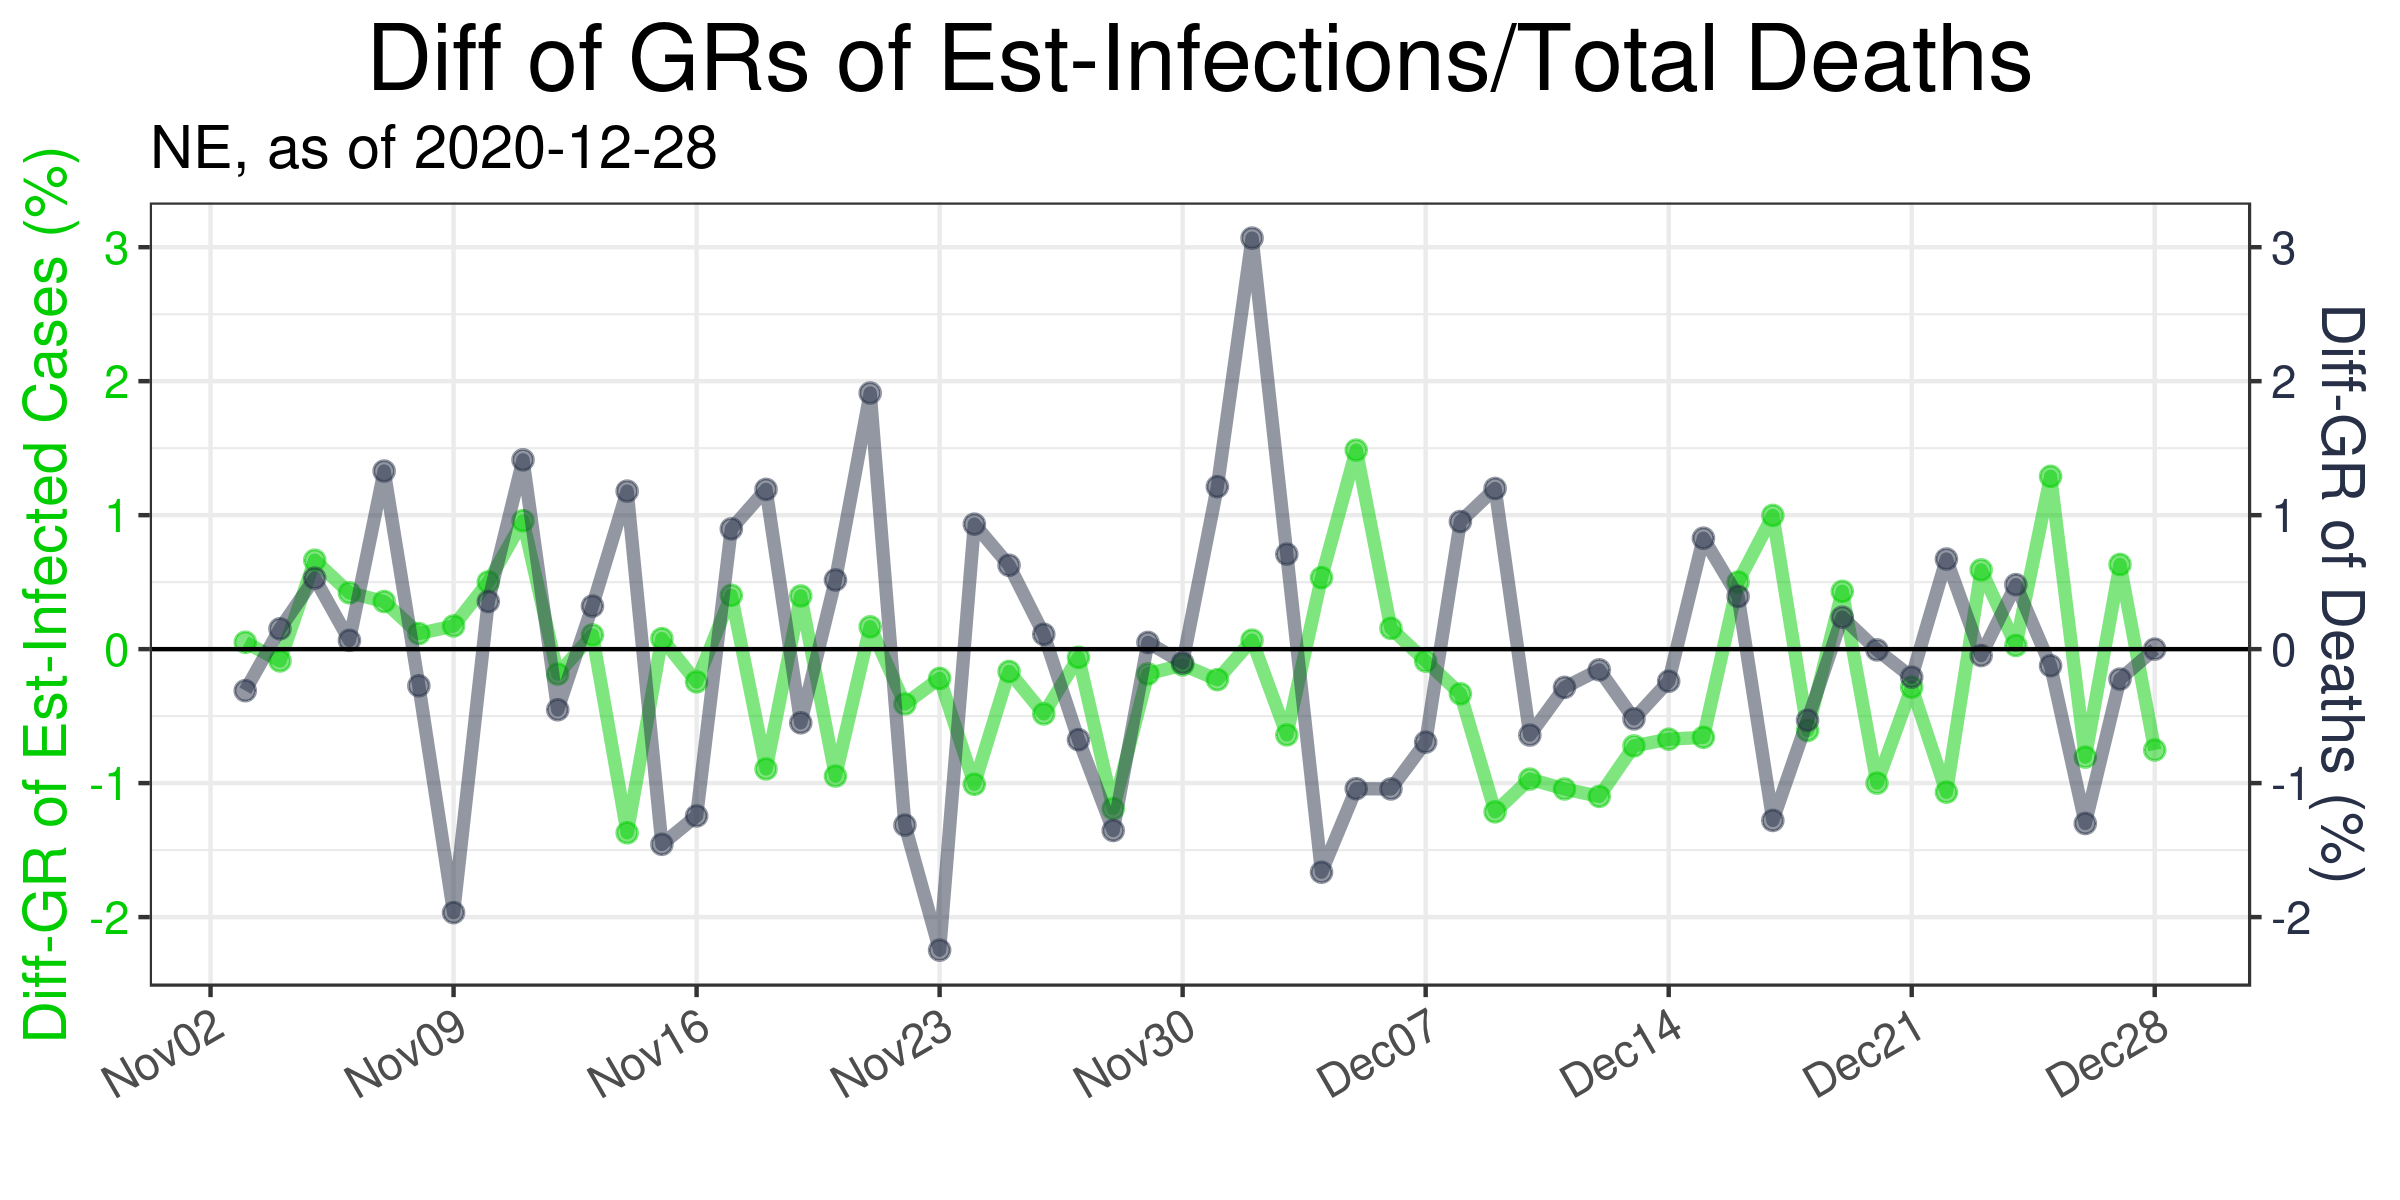 Diff of GRs of Est-Infections/Total Deaths
NE, as of 2020-12-28
Diff-GR of Est-Infected Cases (%)
3
2
1
0
-1
-2
3
2
1
0
-1
-2
Diff-GR of Deaths (%)
Nov02
Nov09
Nov16
Nov23
Nov30
Dec07
Dec14
Dec21
Dec28